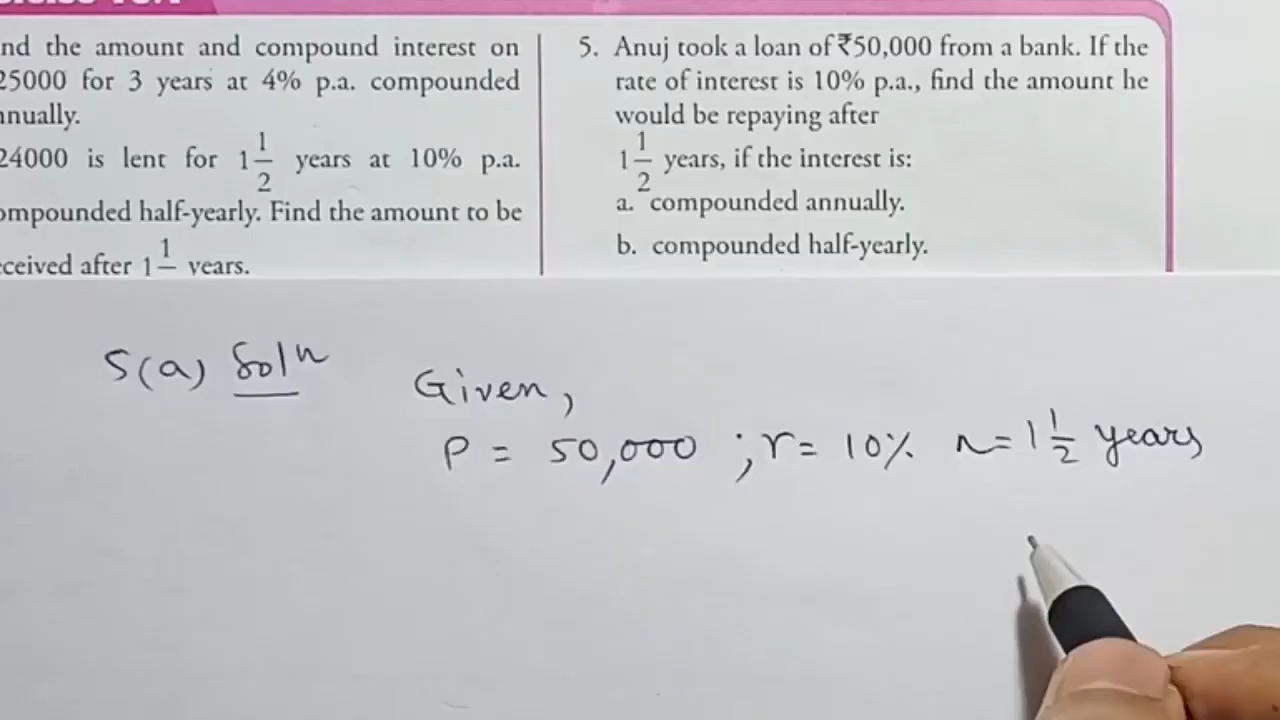 nd the amount and compound interest on
25000 for 3 years at 4% p.a. compounded
nnually.
24000 is lent for 1 1/2 years at 10% p.a.
ompounded half-yearly. Find the amount to be
ceived after 1 1/ years.
5. Anuj took a loan of ₹50,000 from a bank. If the
rate of interest is 10% p.a., find the amount he
would be repaying after
1 1/2 years, if the interest is:
a. compounded annually.
b. compounded half-yearly.
5(a) Soln
Given,
P = 50,000 ; r = 10% n = 1 1/2 years